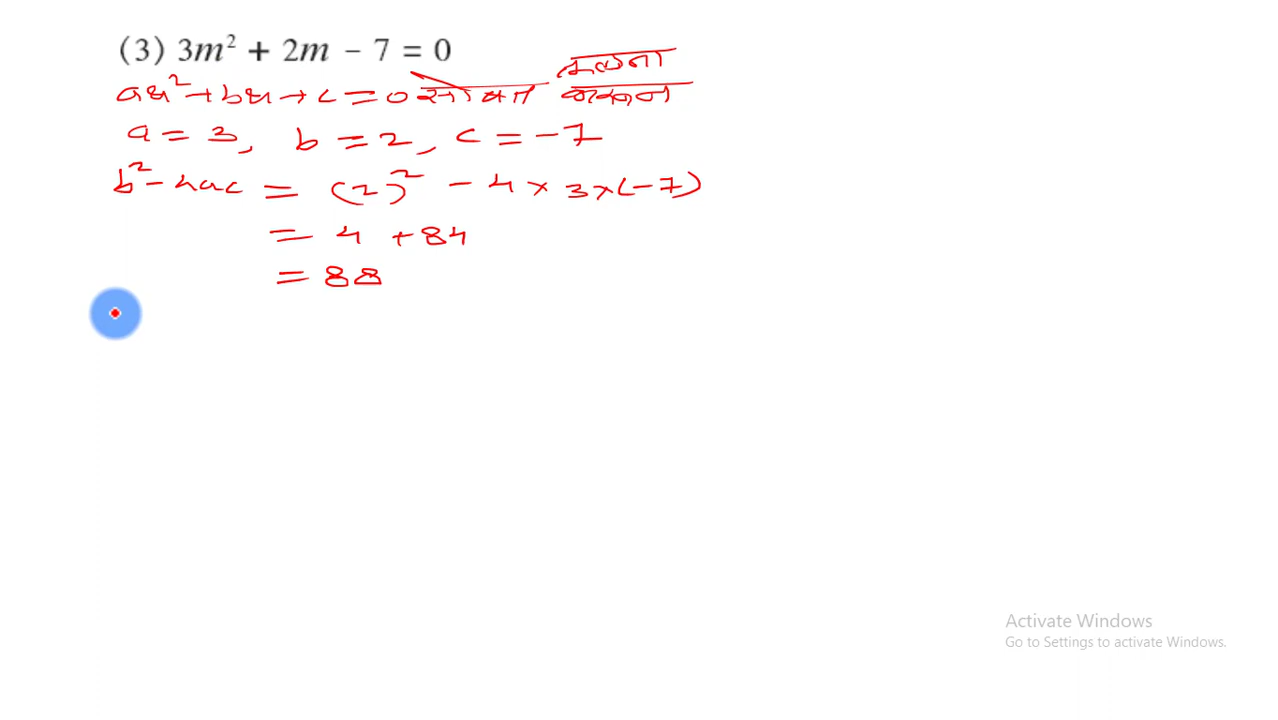 (3) 3m² + 2m − 7 = 0
ax² + bx + c = 0 सोबत तुलना करून
a = 3, b = 2, c = −7
b² − 4ac = (2)² − 4 × 3 × (−7)
= 4 + 84
= 88
Activate Windows
Go to Settings to activate Windows.